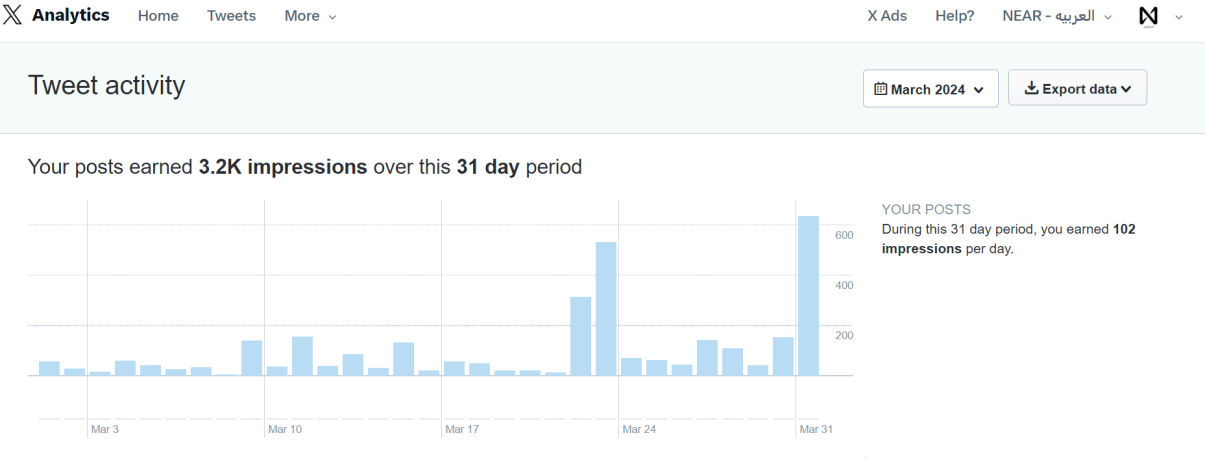 Analytics Home Tweets More X Ads Help? NEAR - العربيه
Tweet activity March 2024 Export data
Your posts earned 3.2K impressions over this 31 day period
YOUR POSTS
During this 31 day period, you earned 102
impressions per day.
600
400
200
Mar 3 Mar 10 Mar 17 Mar 24 Mar 31